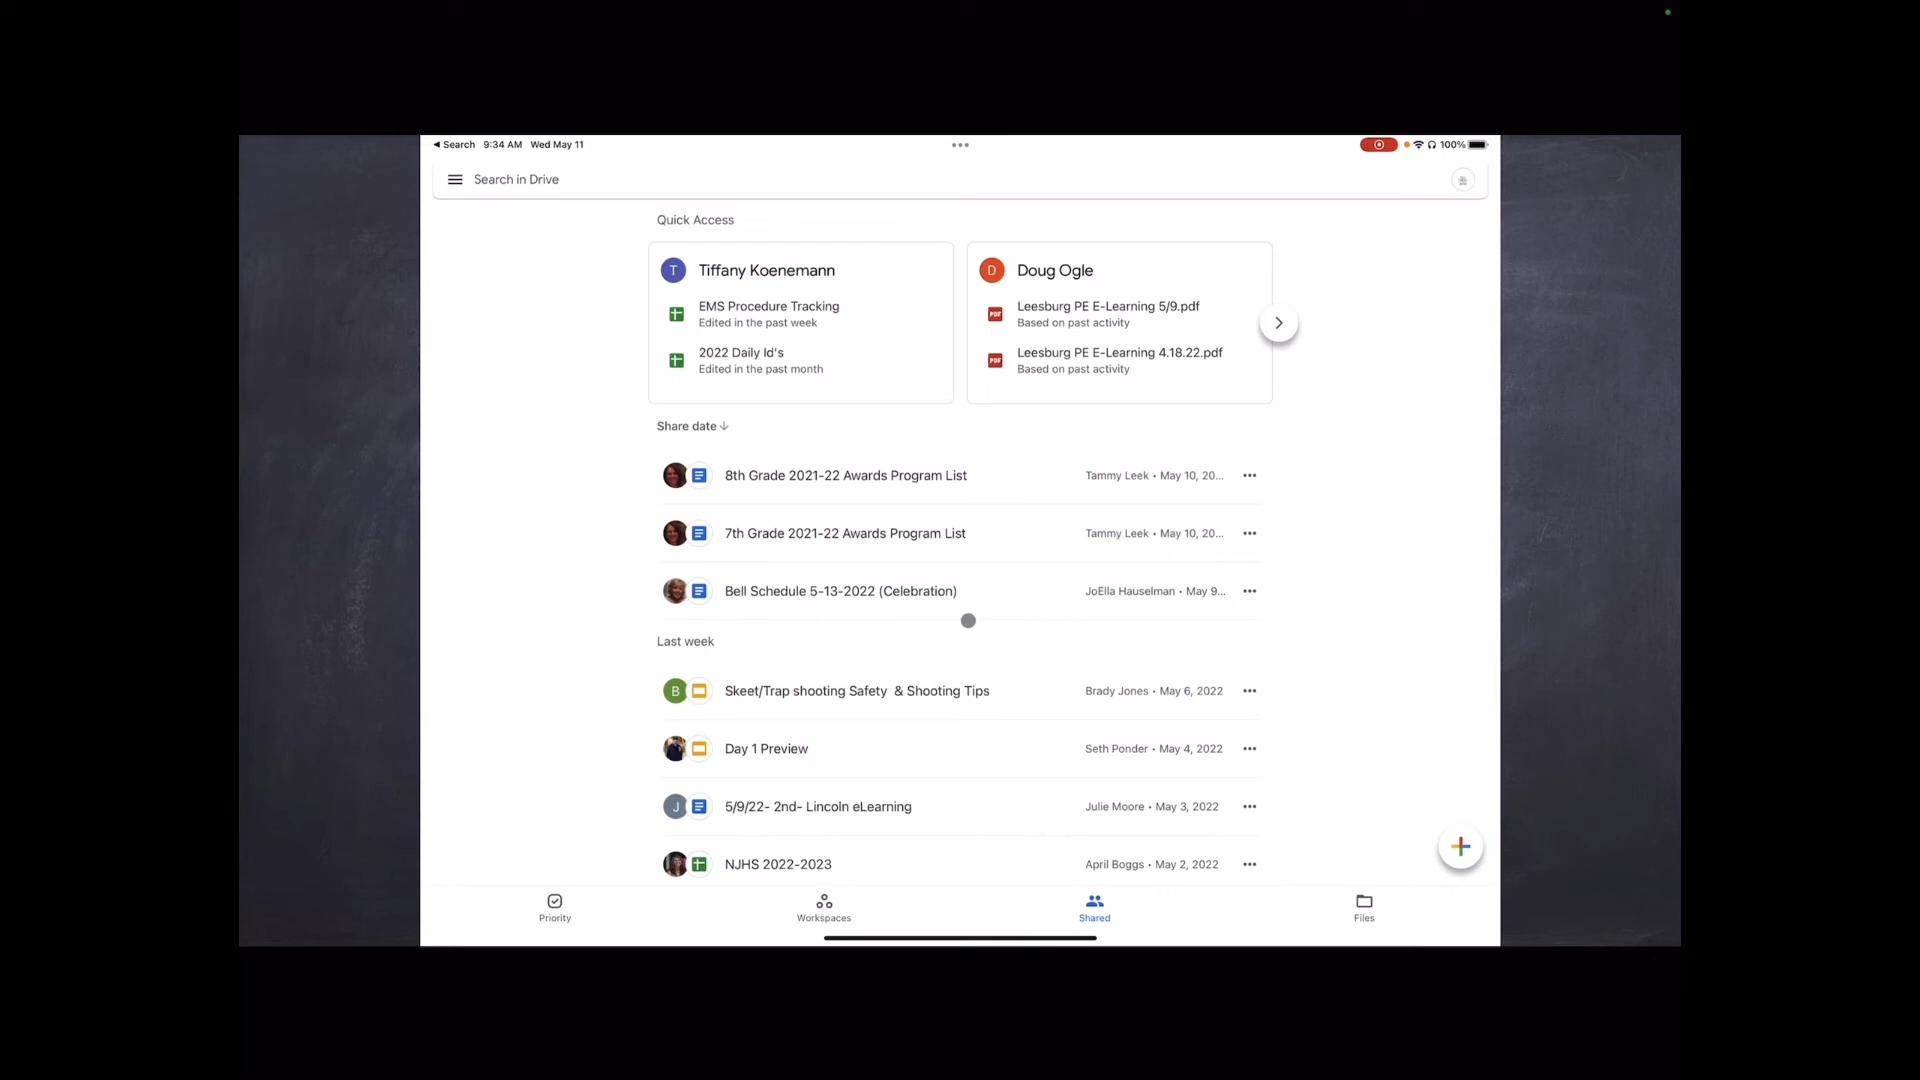 Search 9:34 AM Wed May 11
100%
Search in Drive
Quick Access
T Tiffany Koenemann
EMS Procedure Tracking
Edited in the past week
2022 Daily Id's
Edited in the past month
D Doug Ogle
PDF Leesburg PE E-Learning 5/9.pdf
Based on past activity
PDF Leesburg PE E-Learning 4.18.22.pdf
Based on past activity
Share date
8th Grade 2021-22 Awards Program List Tammy Leek • May 10, 20...
7th Grade 2021-22 Awards Program List Tammy Leek • May 10, 20...
Bell Schedule 5-13-2022 (Celebration) JoElla Hauselman • May 9...
Last week
B Skeet/Trap shooting Safety & Shooting Tips Brady Jones • May 6, 2022
Day 1 Preview Seth Ponder • May 4, 2022
J 5/9/22- 2nd- Lincoln eLearning Julie Moore • May 3, 2022
NJHS 2022-2023 April Boggs • May 2, 2022
Priority Workspaces Shared Files